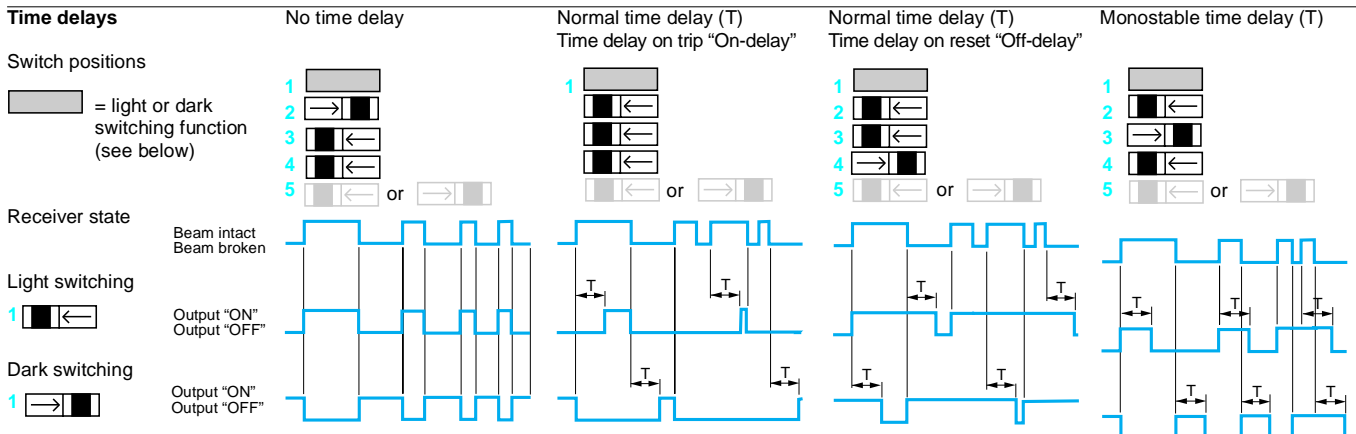 Time delays
No time delay
Normal time delay (T)
Time delay on trip “On-delay”
Normal time delay (T)
Time delay on reset “Off-delay”
Monostable time delay (T)
Switch positions
= light or dark
switching function
(see below)
1
2
3
4
5
or
1
or
1
2
3
4
5
or
1
2
3
4
5
or
Receiver state
Beam intact
Beam broken
Light switching
1
Output “ON”
Output “OFF”
T
T
T
T
T
T
T
Dark switching
1
Output “ON”
Output “OFF”
T
T
T
T
T
T
T